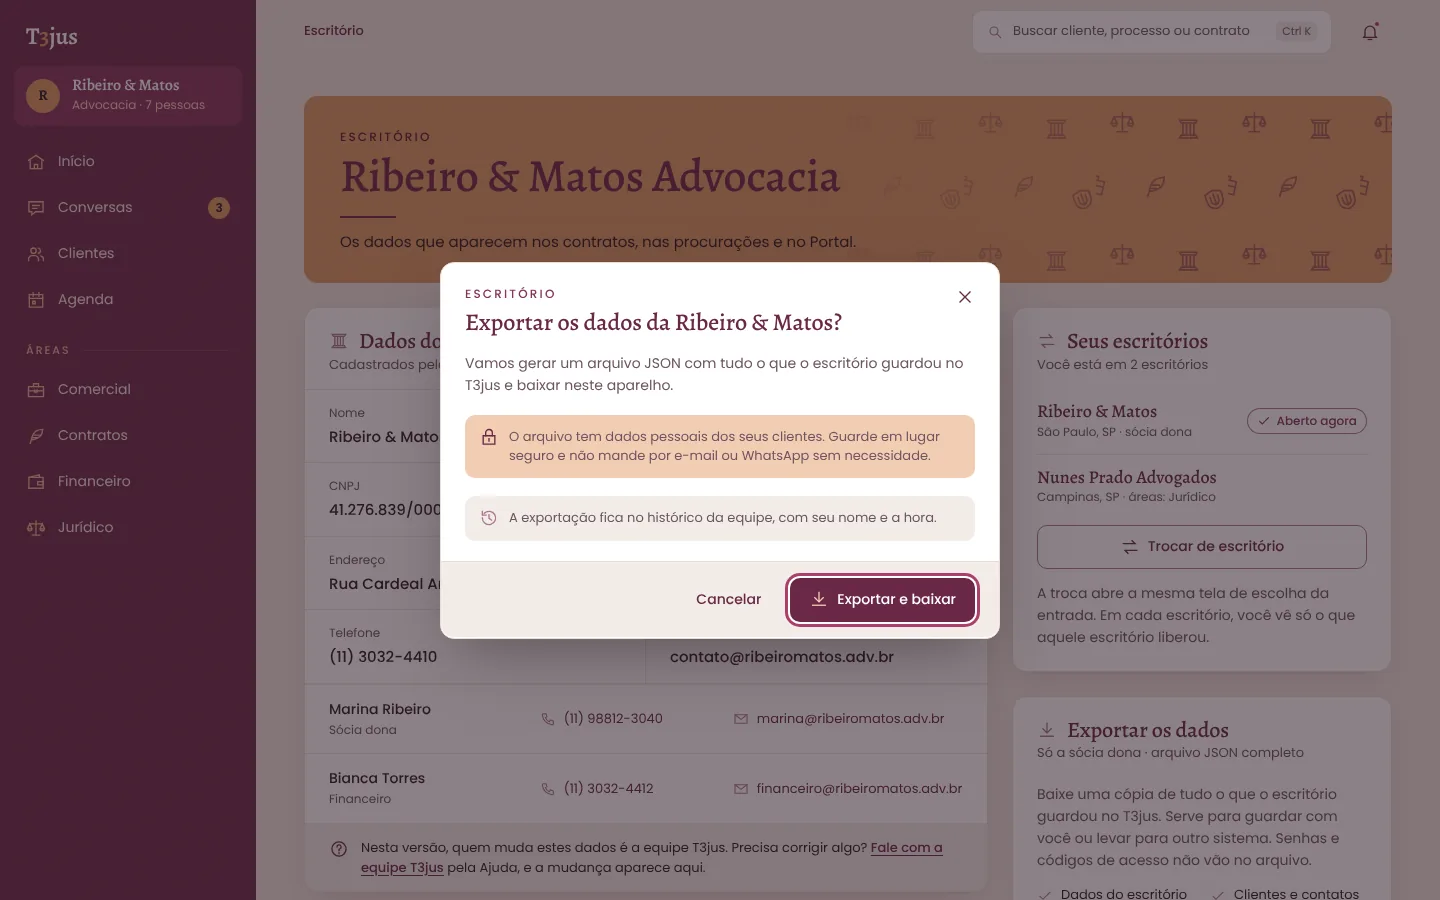 T3jus
R
Ribeiro & Matos
Advocacia · 7 pessoas
Início
Conversas
3
Clientes
Agenda
ÁREAS
Comercial
Contratos
Financeiro
Jurídico
Escritório
Buscar cliente, processo ou contrato
Ctrl K
ESCRITÓRIO
Ribeiro & Matos Advocacia
Os dados que aparecem nos contratos, nas procurações e no Portal.
ESCRITÓRIO
Exportar os dados da Ribeiro & Matos?
Vamos gerar um arquivo JSON com tudo o que o escritório guardou no
T3jus e baixar neste aparelho.
O arquivo tem dados pessoais dos seus clientes. Guarde em lugar
seguro e não mande por e-mail ou WhatsApp sem necessidade.
A exportação fica no histórico da equipe, com seu nome e a hora.
Cancelar
Exportar e baixar
Dados do
Cadastrados
Nome
Ribeiro & Mato
CNPJ
41.276.839/000
Endereço
Rua Cardeal
Telefone
(11) 3032-4410
contato@ribeiromatos.adv.br
Marina Ribeiro
Sócia dona
(11) 98812-3040
marina@ribeiromatos.adv.br
Bianca Torres
Financeiro
(11) 3032-4412
financeiro@ribeiromatos.adv.br
Nesta versão, quem muda estes dados é a equipe T3jus. Precisa corrigir algo? Fale com a
equipe T3jus pela Ajuda, e a mudança aparece aqui.
Seus escritórios
Você está em 2 escritórios
Ribeiro & Matos
São Paulo, SP · sócia dona
Aberto agora
Nunes Prado Advogados
Campinas, SP · áreas: Jurídico
Trocar de escritório
A troca abre a mesma tela de escolha da
entrada. Em cada escritório, você vê só o que
aquele escritório liberou.
Exportar os dados
Só a sócia dona · arquivo JSON completo
Baixe uma cópia de tudo o que o escritório
guardou no T3jus. Serve para guardar com
você ou levar para outro sistema. Senhas e
códigos de acesso não vão no arquivo.
Dados do escritório
Clientes e contatos